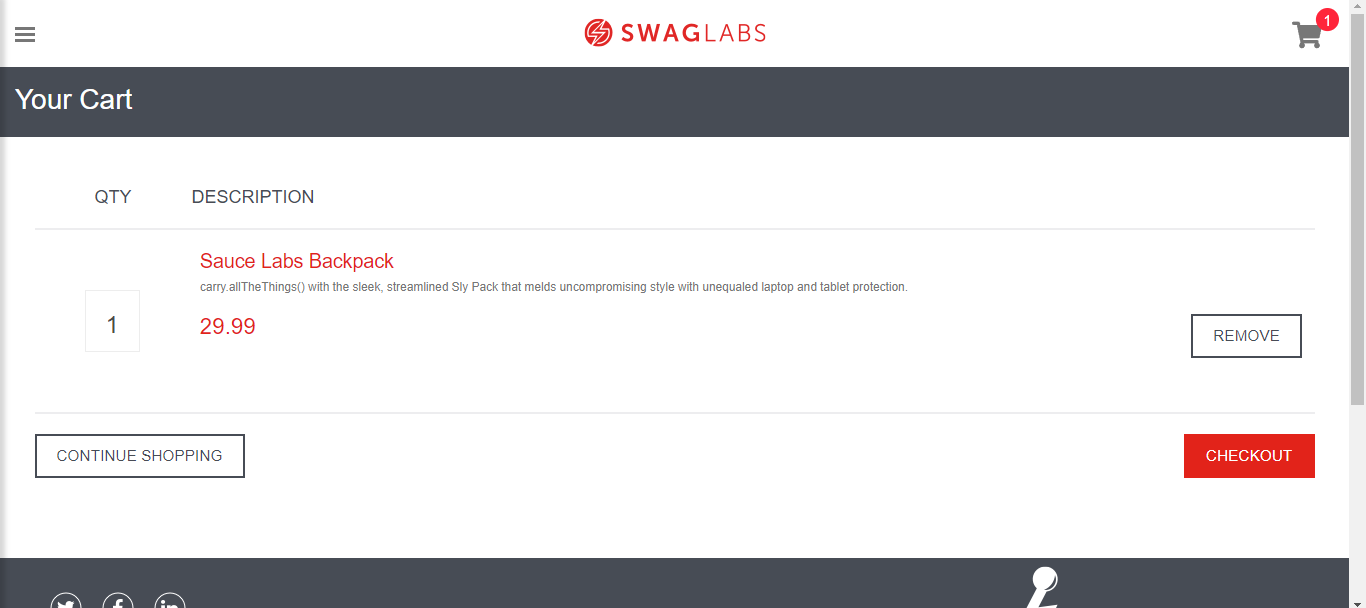 SWAGLABS
1
Your Cart
QTY DESCRIPTION
Sauce Labs Backpack
carry.allTheThings() with the sleek, streamlined Sly Pack that melds uncompromising style with unequaled laptop and tablet protection.
1
29.99
REMOVE
CONTINUE SHOPPING
CHECKOUT